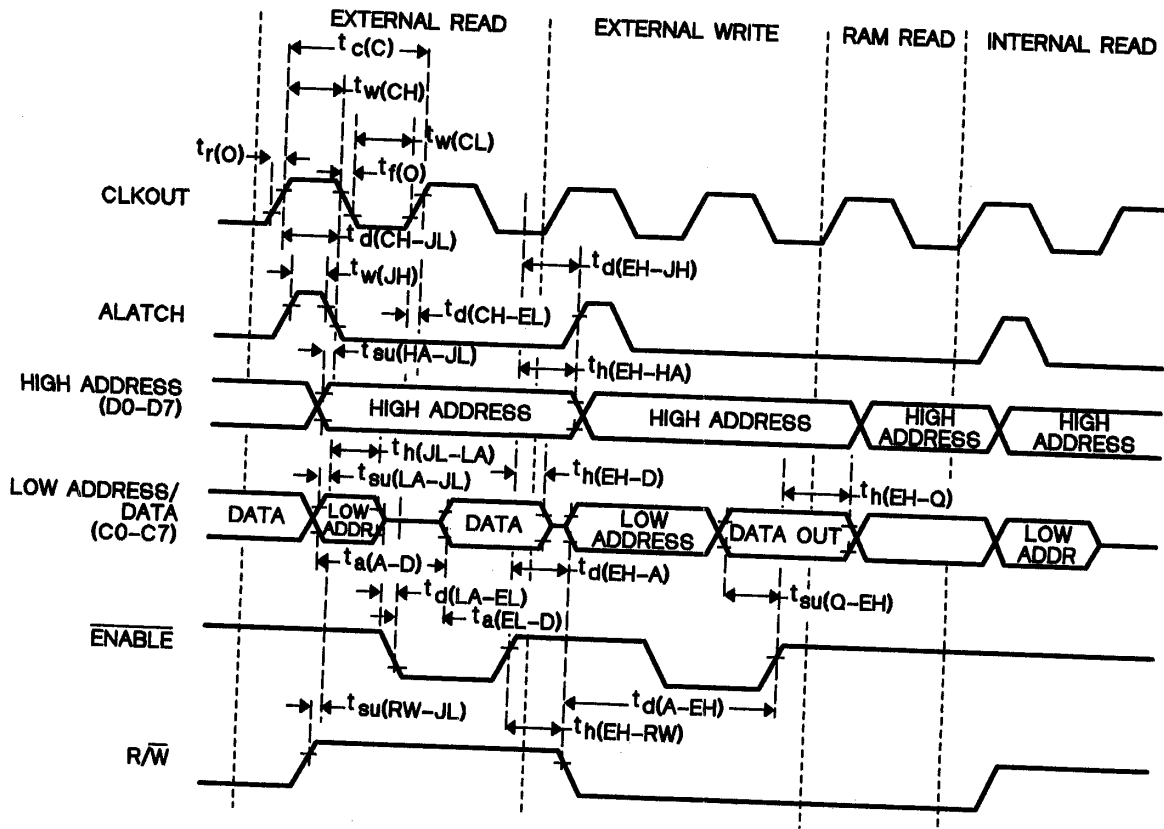 EXTERNAL READ EXTERNAL WRITE RAM READ INTERNAL READ
tc(C)
tw(CH)
tw(CL)
tr(O)
tf(O)
CLKOUT
td(CH-JL)
td(EH-JH)
tw(JH)
td(CH-EL)
ALATCH
tsu(HA-JL)
th(EH-HA)
HIGH ADDRESS
(D0-D7)
HIGH ADDRESS
HIGH ADDRESS
HIGH
ADDRESS
HIGH
ADDRESS
th(JL-LA)
tsu(LA-JL)
th(EH-D)
th(EH-Q)
LOW ADDRESS/
DATA
(C0-C7)
DATA
LOW
ADDR
DATA
LOW
ADDRESS
DATA OUT
LOW
ADDR
ta(A-D)
td(EH-A)
td(LA-EL)
tsu(Q-EH)
ta(EL-D)
ENABLE
td(A-EH)
tsu(RW-JL)
th(EH-RW)
R/W